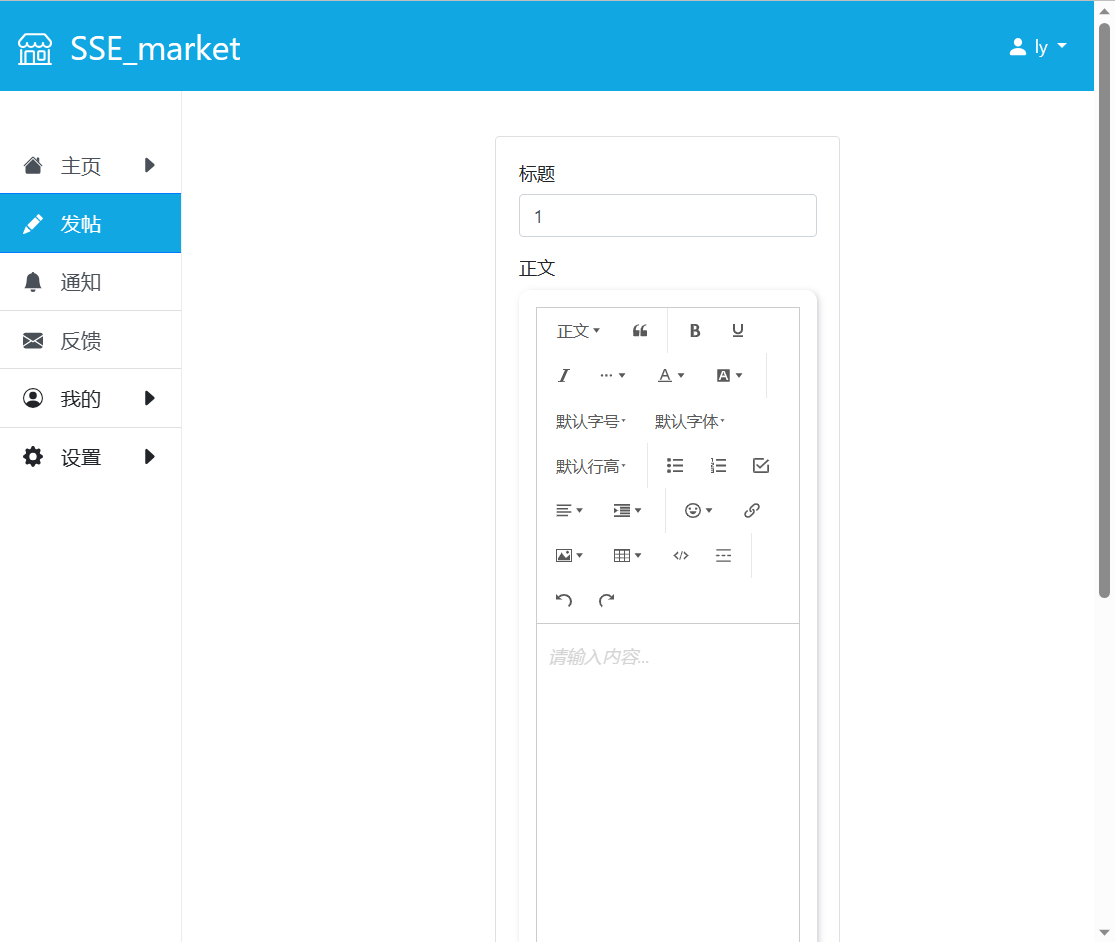 SSE_market
ly
主页
发帖
通知
反馈
我的
设置
标题
1
正文
正文 B U
I ... A A
默认字号 默认字体
默认行高
请输入内容...